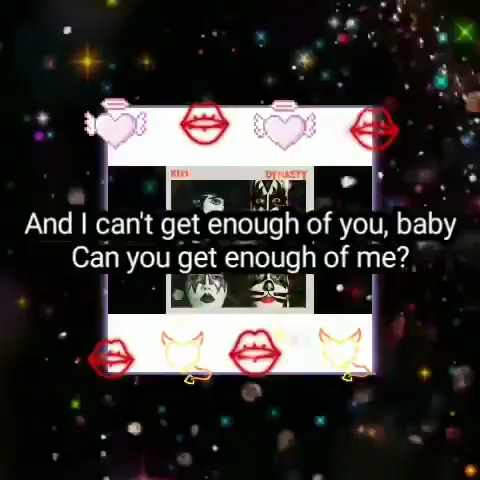 KISS DYNASTY
And I can't get enough of you, baby
Can you get enough of me?